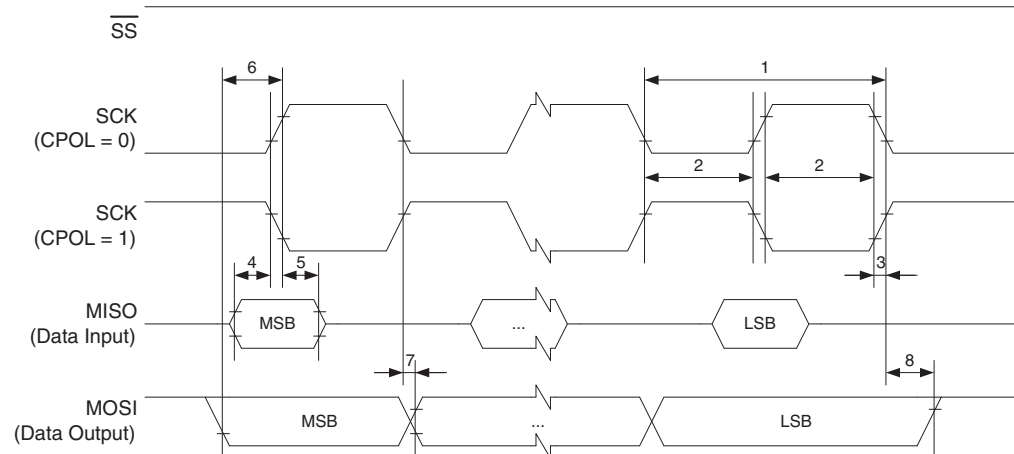 SS
6
1
SCK
(CPOL = 0)
2
2
SCK
(CPOL = 1)
4
5
3
MISO
(Data Input)
MSB
...
LSB
7
8
MOSI
(Data Output)
MSB
...
LSB